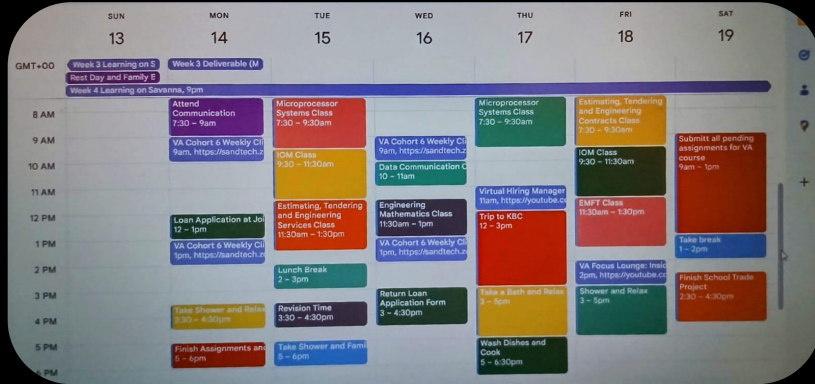 SUN
MON
TUE
WED
THU
FRI
SAT
13
14
15
16
17
18
19
GMT+00
Week 3 Learning on S
Week 3 Deliverable (M
Rest Day and Family E
Week 4 Learning on Savanna, 9pm
8 AM
9 AM
10 AM
11 AM
12 PM
1 PM
2 PM
3 PM
4 PM
5 PM
PM
Attend
Communication
7:30 – 9am
VA Cohort 6 Weekly Cli
9am, https://sandtech.z
Loan Application at Joi
12 – 1pm
VA Cohort 6 Weekly Cli
1pm, https://sandtech.z
Take Shower and Relax
3:30 – 4:30pm
Finish Assignments and
5 – 6pm
Microprocessor
Systems Class
7:30 – 9:30am
IOM Class
9:30 – 11:30am
Estimating, Tendering
and Engineering
Services Class
11:30am – 1:30pm
Lunch Break
2 – 3pm
Revision Time
3:30 – 4:30pm
Take Shower and Fami
5 – 6pm
VA Cohort 6 Weekly Cli
9am, https://sandtech.z
Data Communication C
10 – 11am
Engineering
Mathematics Class
11:30am – 1pm
VA Cohort 6 Weekly Cli
1pm, https://sandtech.z
Return Loan
Application Form
3 – 4:30pm
Microprocessor
Systems Class
7:30 – 9:30am
Virtual Hiring Manager
11am, https://youtube.c
Trip to KBC
12 – 3pm
Take a Bath and Relax
3 – 5pm
Wash Dishes and
Cook
5 – 6:30pm
Estimating, Tendering
and Engineering
Contracts Class
7:30 – 9:30am
IOM Class
9:30 – 11:30am
EMFT Class
11:30am – 1:30pm
VA Focus Lounge: Insic
2pm, https://youtube.co
Shower and Relax
3 – 5pm
Submitt all pending
assignments for VA
course
9am – 1pm
Take break
1 – 2pm
Finish School Trade
Project
2:30 – 4:30pm